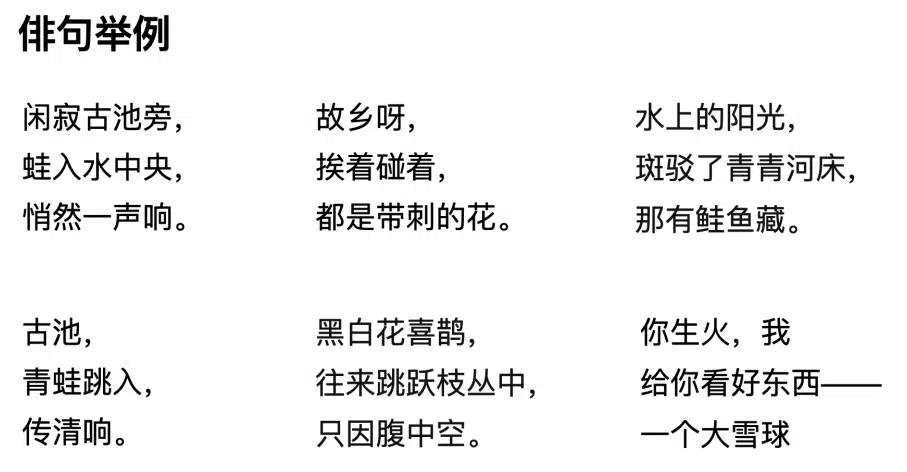 俳句举例
闲寂古池旁，
蛙入水中央，
悄然一声响。
故乡呀，
挨着碰着，
都是带刺的花。
水上的阳光，
斑驳了青青河床，
那有鲑鱼藏。
古池，
青蛙跳入，
传清响。
黑白花喜鹊，
往来跳跃枝丛中，
只因腹中空。
你生火，我
给你看好东西——
一个大雪球